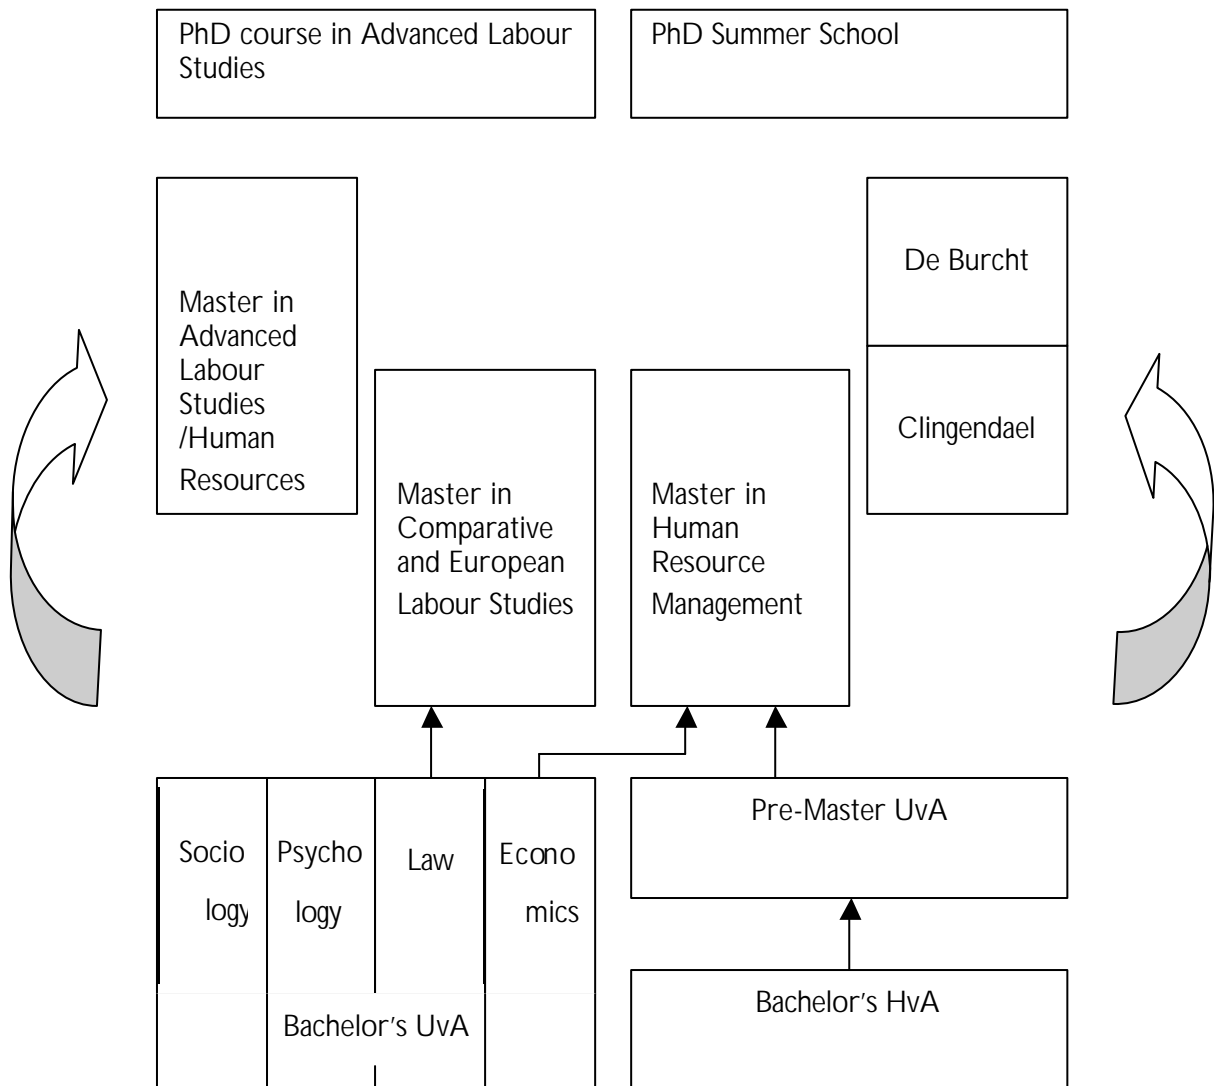 PhD course in Advanced Labour
Studies
PhD Summer School
Master in
Advanced
Labour
Studies
/Human
Resources
De Burcht
Clingendael
Master in
Comparative
and European
Labour Studies
Master in
Human
Resource
Management
Socio
logy
Psycho
logy
Law
Econo
mics
Bachelor's UvA
Pre-Master UvA
Bachelor's HvA